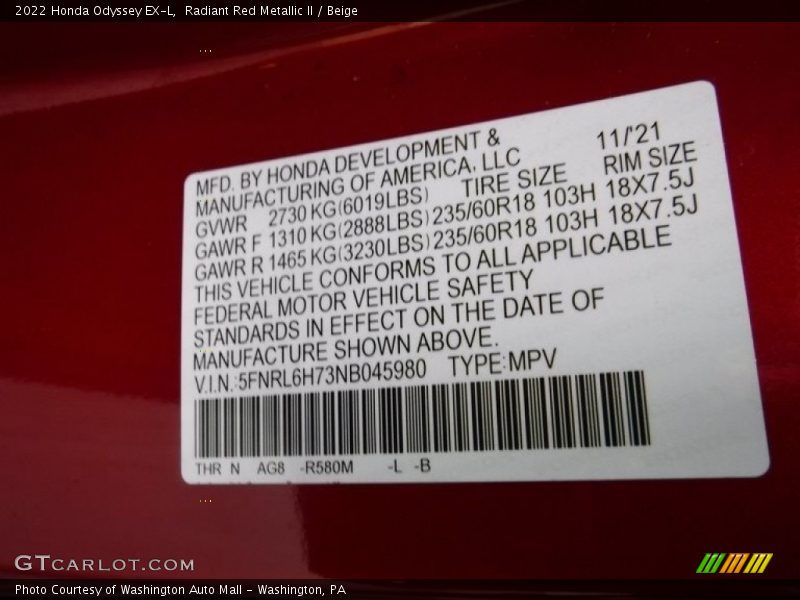 2022 Honda Odyssey EX-L, Radiant Red Metallic II / Beige
MFD. BY HONDA DEVELOPMENT & 11/'21
MANUFACTURING OF AMERICA, LLC RIM SIZE
GVWR 2730 KG(6019LBS) TIRE SIZE
GAWR F 1310 KG(2888LBS) 235/60R18 103H 18X7.5J
GAWR R 1465 KG(3230LBS) 235/60R18 103H 18X7.5J
THIS VEHICLE CONFORMS TO ALL APPLICABLE
FEDERAL MOTOR VEHICLE SAFETY
STANDARDS IN EFFECT ON THE DATE OF
MANUFACTURE SHOWN ABOVE.
V.I.N.:5FNRL6H73NB045980 TYPE:MPV
THR N AG8 -R580M -L -B
GTCARLOT.COM
Photo Courtesy of Washington Auto Mall - Washington, PA